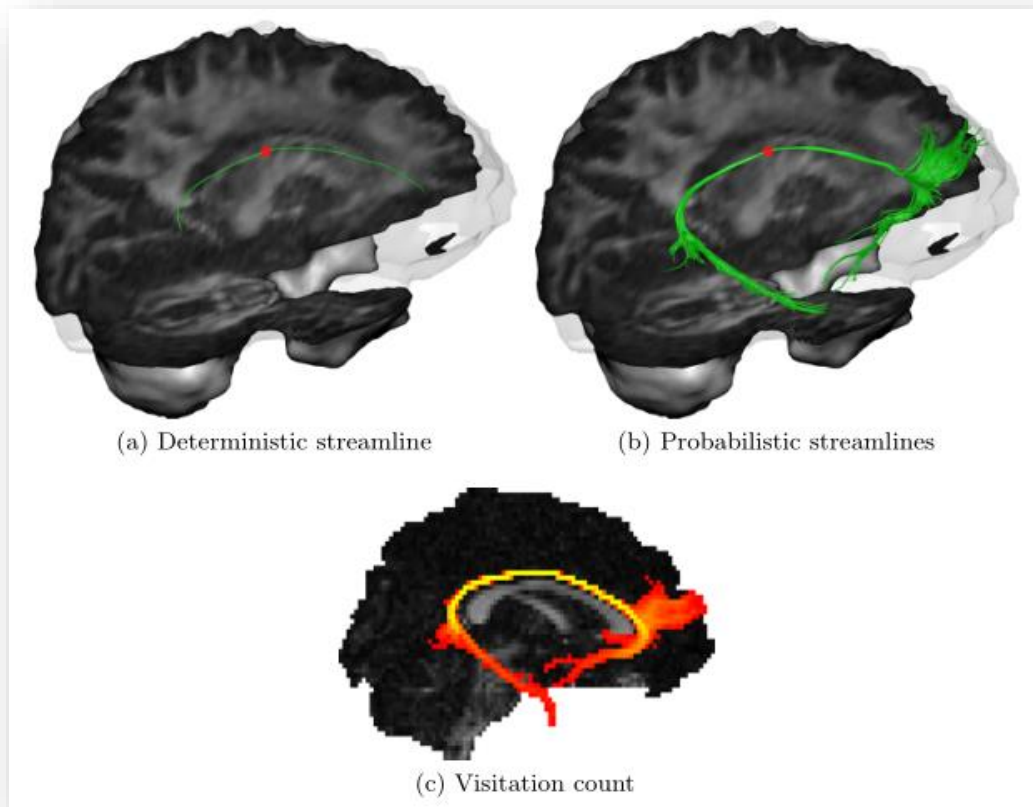 (a) Deterministic streamline
(b) Probabilistic streamlines
(c) Visitation count